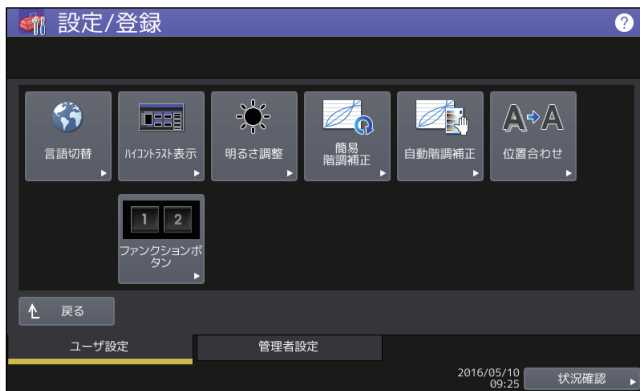 設定/登録
?
言語切替
ハイコントラスト表示
明るさ調整
簡易
階調補正
自動階調補正
A A
位置合わせ
1 2
ファンクションボ
タン
戻る
ユーザ設定
管理者設定
2016/05/10
09:25
状況確認